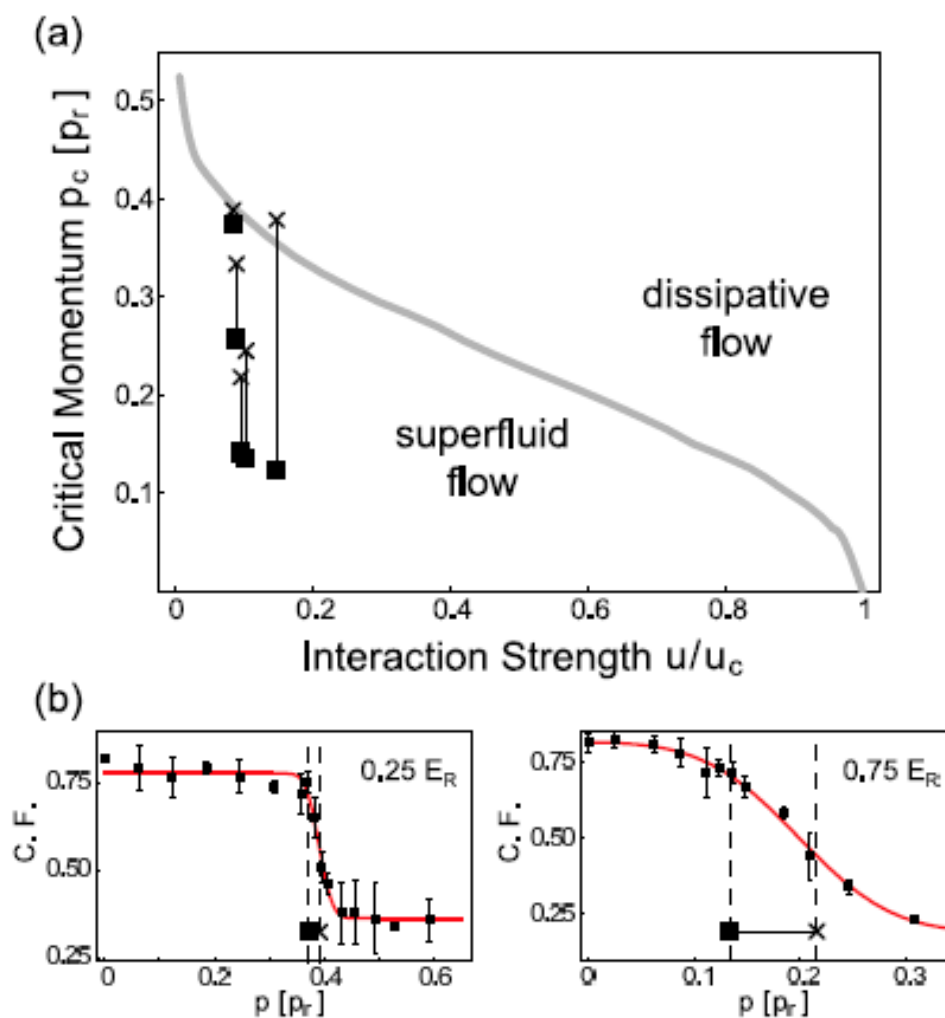 (a)
Critical Momentum p_c [p_r]
0.5
0.4
0.3
0.2
0.1
dissipative
flow
superfluid
flow
0
0.2
0.4
0.6
0.8
1
Interaction Strength u/u_c
(b)
C. F.
0.75
0.50
0.25
0.25 E_R
0
0.2
0.4
0.6
p [p_r]
C. F.
0.75
0.50
0.25
0.75 E_R
0
0.1
0.2
0.3
p [p_r]